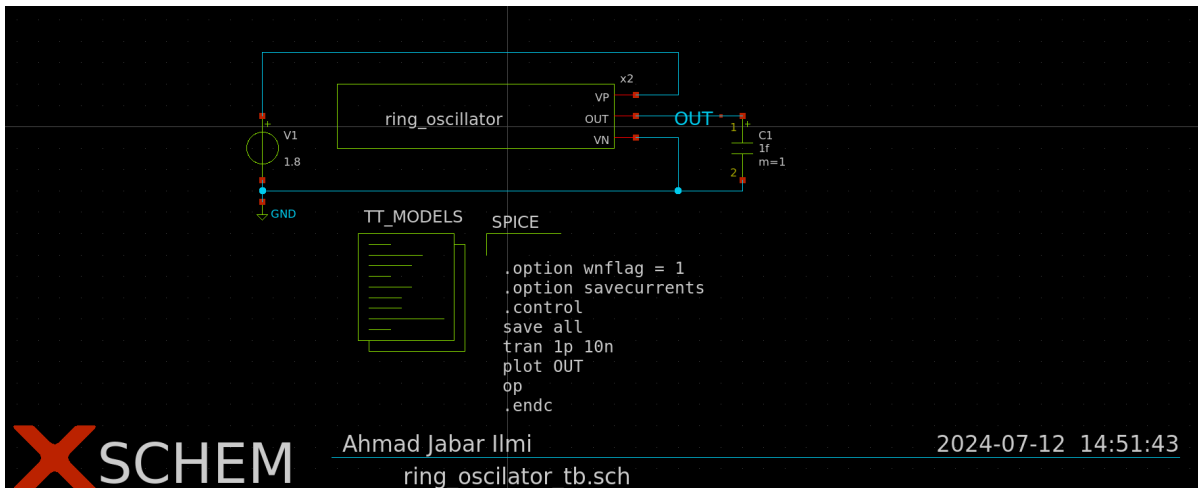 x2
VP
ring_oscillator
OUT
OUT
VN
+
V1
1.8
1
+
C1
1f
m=1
2
GND
TT_MODELS
SPICE
.option wnflag = 1
.option savecurrents
.control
save all
tran 1p 10n
plot OUT
op
.endc
XSCHEM
Ahmad Jabar Ilmi
2024-07-12 14:51:43
ring_oscilator_tb.sch